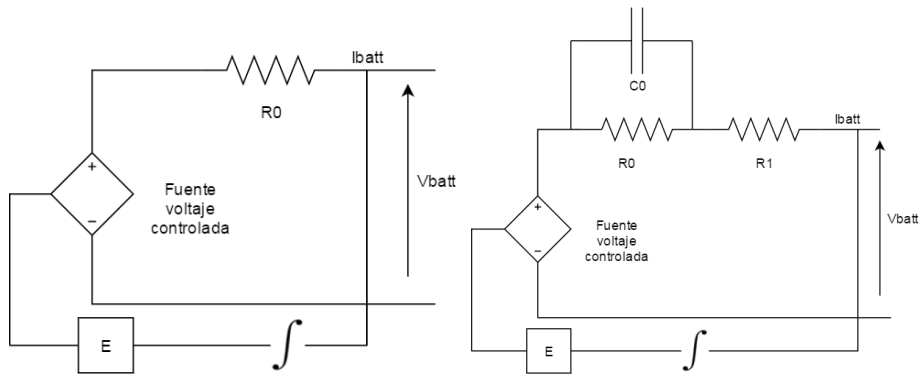 Ibatt
R0
+
Fuente
voltaje
controlada
−
Vbatt
E
∫
C0
Ibatt
R0
R1
+
Fuente
voltaje
controlada
−
Vbatt
E
∫